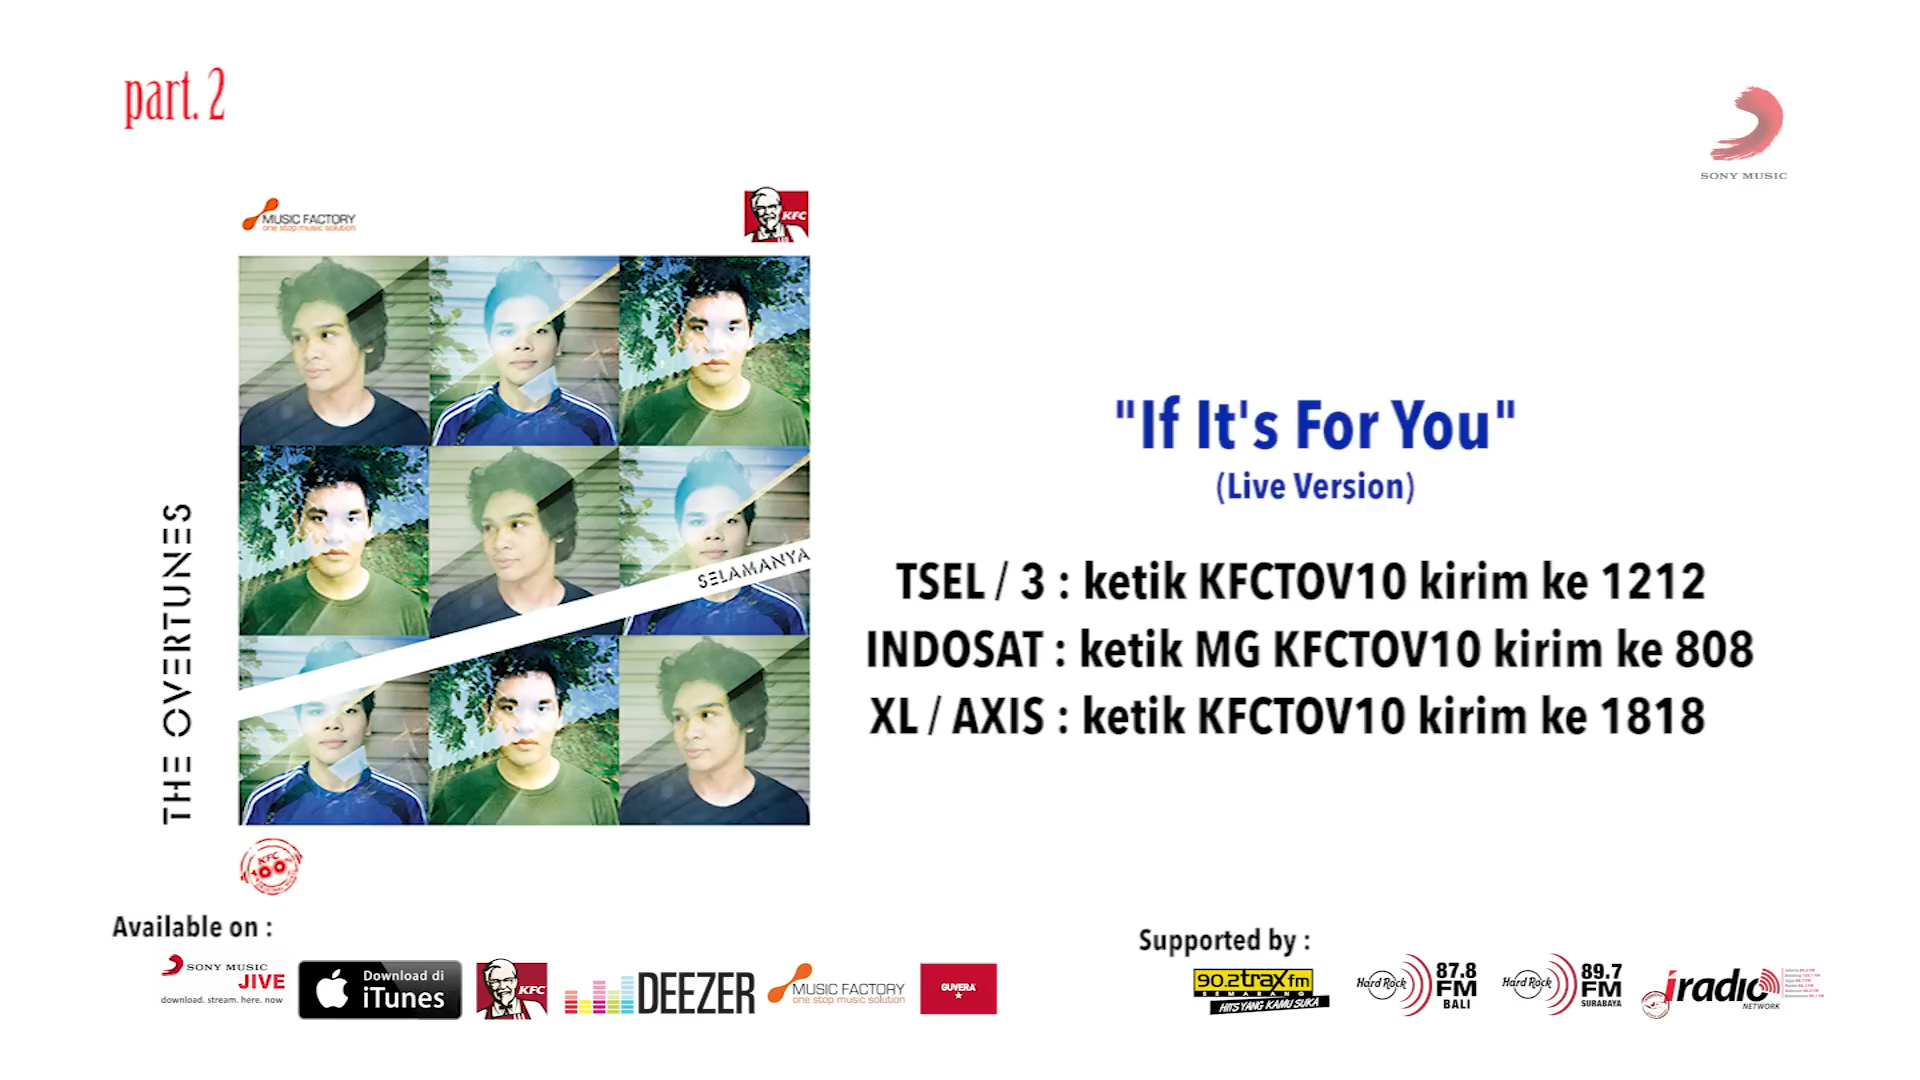 part. 2
SONY MUSIC
MUSIC FACTORY
one stop music solution
KFC
THE OVERTUNES
SELAMANYA
"If It's For You"
(Live Version)
TSEL / 3 : ketik KFCTOV10 kirim ke 1212
INDOSAT : ketik MG KFCTOV10 kirim ke 808
XL / AXIS : ketik KFCTOV10 kirim ke 1818
KFC
Available on :
SONY MUSIC
JIVE
download. stream. here. now
Download di
iTunes
KFC
DEEZER
MUSIC FACTORY
one stop music solution
GUVERA
Supported by :
90.2 trax fm
SEMARANG
HITS YANG KAMU SUKA
Hard Rock
87.8
FM
BALI
Hard Rock
89.7
FM
SURABAYA
iradio
NETWORK